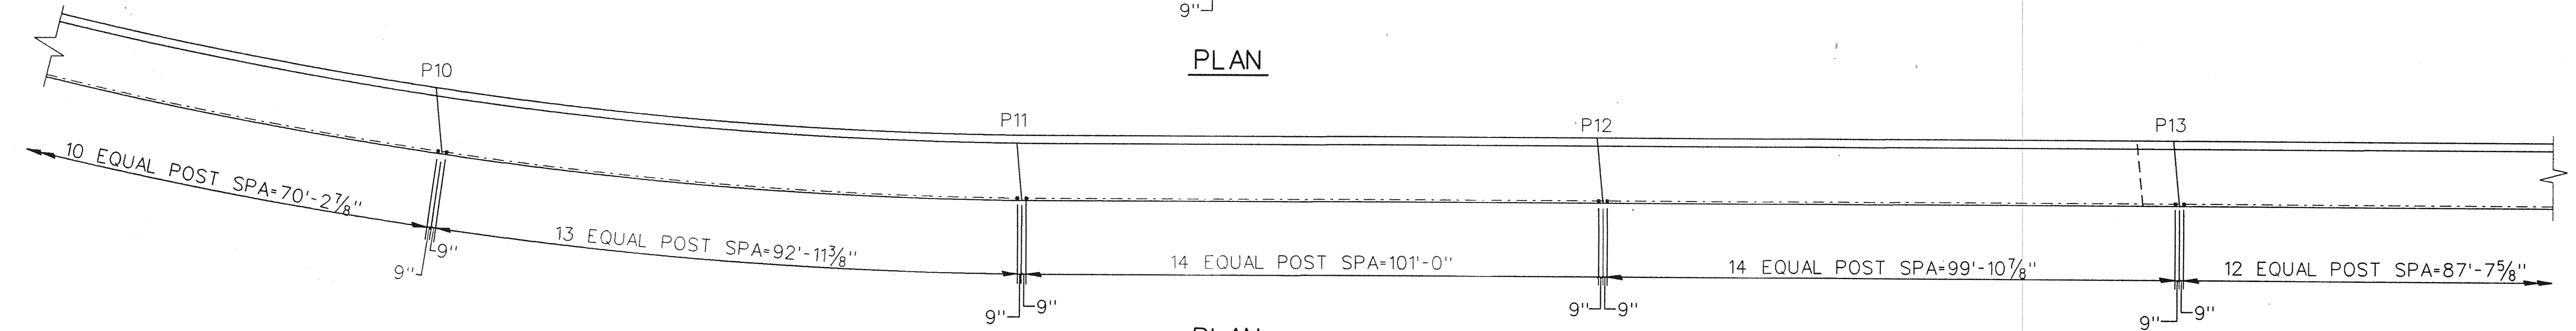 9"
PLAN
P10
P11
P12
P13
10 EQUAL POST SPA=70'-2⅞"
9"
9"
13 EQUAL POST SPA=92'-11⅜"
9"
9"
14 EQUAL POST SPA=101'-0"
9"
9"
14 EQUAL POST SPA=99'-10⅞"
9"
9"
12 EQUAL POST SPA=87'-7⅝"
PLAN